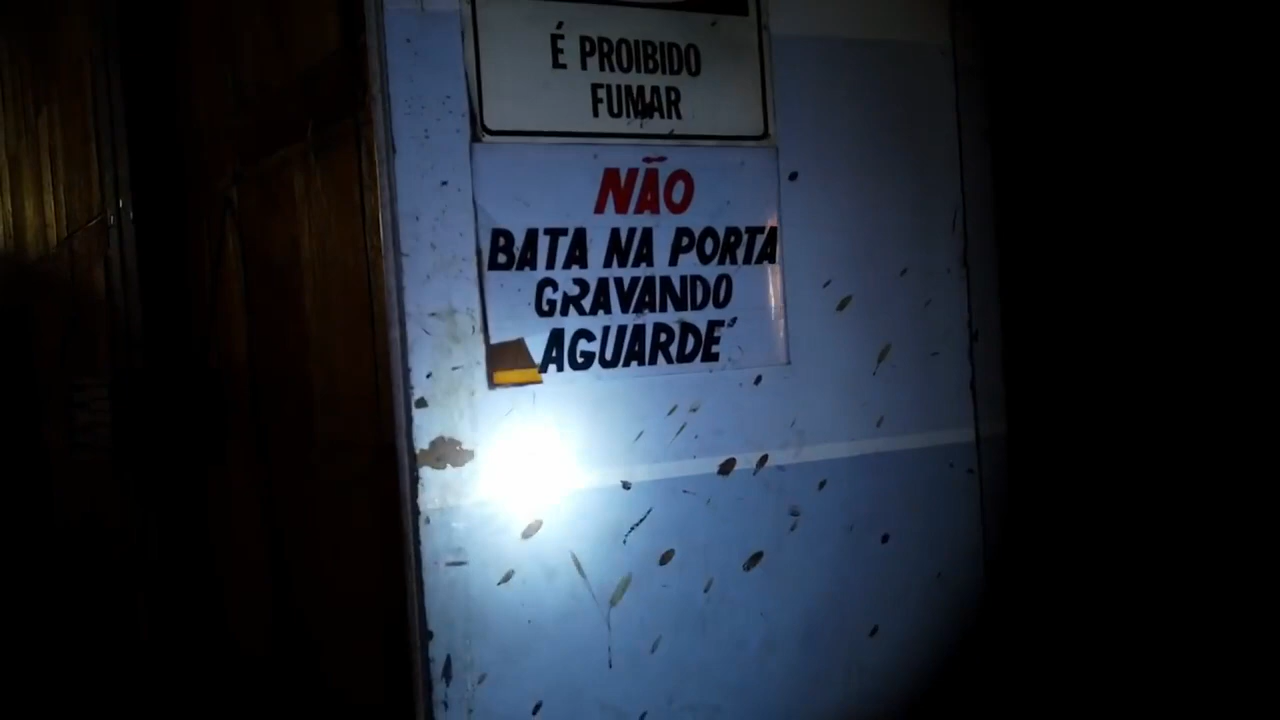 É PROIBIDO
FUMAR
NÃO
BATA NA PORTA
GRAVANDO
AGUARDE